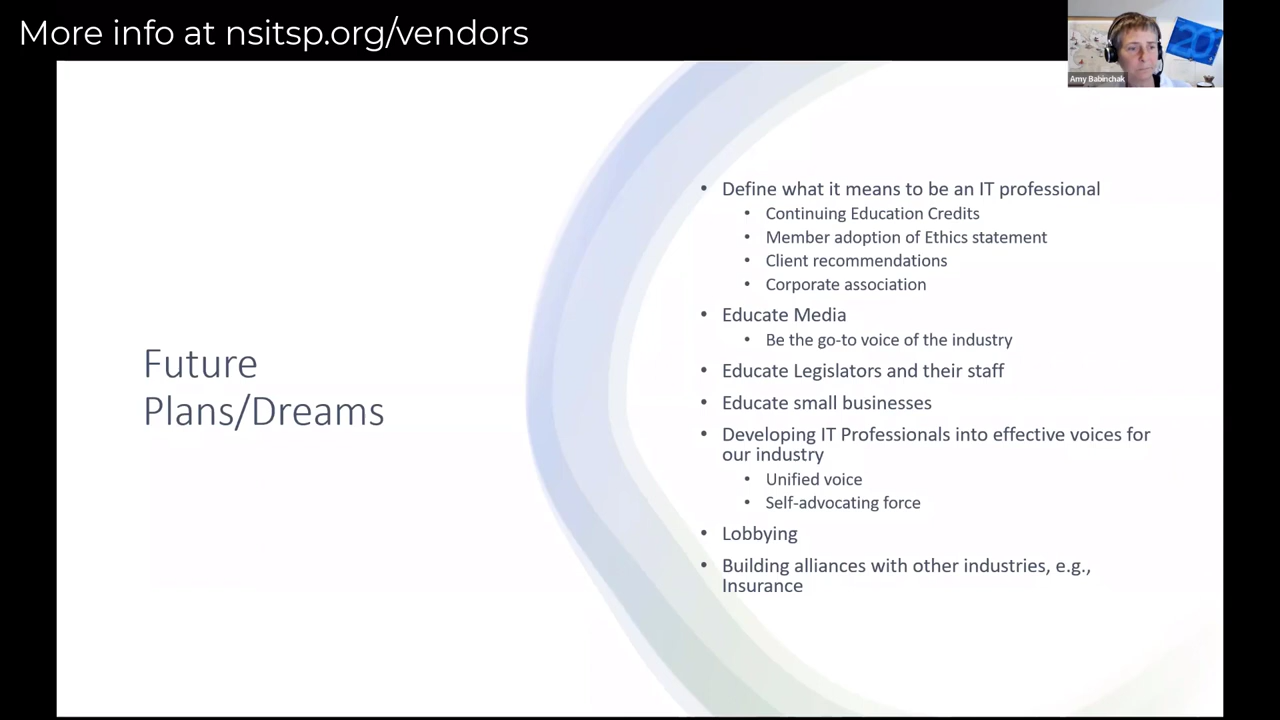 More info at nsitsp.org/vendors
Amy Babinchak
20
Future
Plans/Dreams
• Define what it means to be an IT professional
• Continuing Education Credits
• Member adoption of Ethics statement
• Client recommendations
• Corporate association
• Educate Media
• Be the go-to voice of the industry
• Educate Legislators and their staff
• Educate small businesses
• Developing IT Professionals into effective voices for
our industry
• Unified voice
• Self-advocating force
• Lobbying
• Building alliances with other industries, e.g.,
Insurance